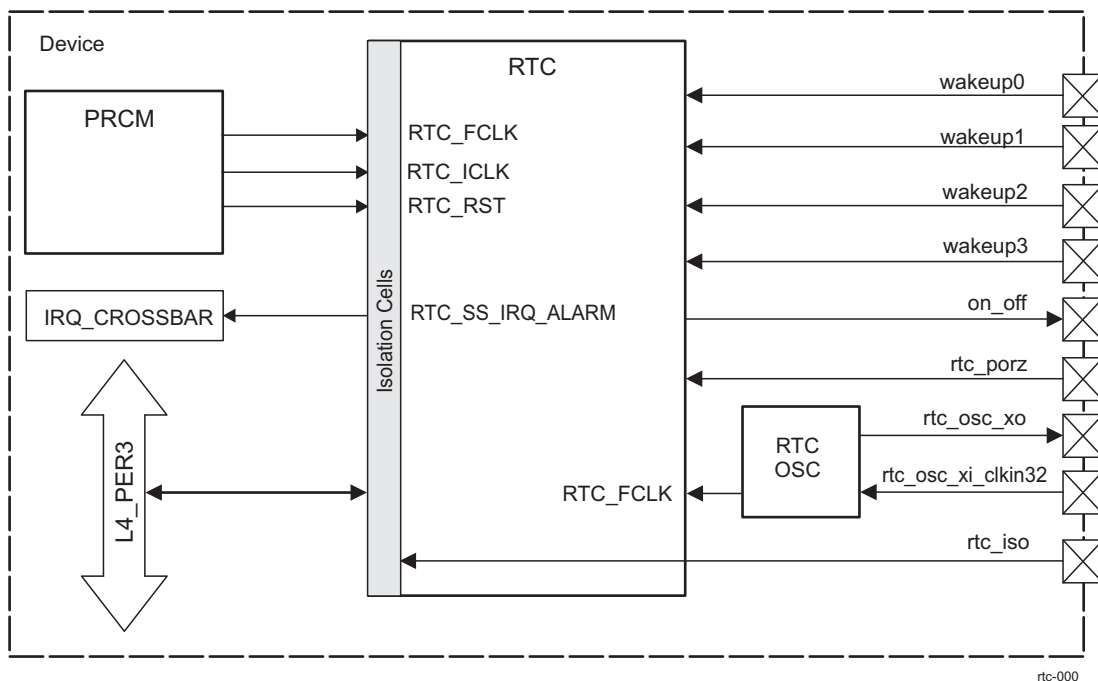 Device
RTC
PRCM
RTC_FCLK
RTC_ICLK
RTC_RST
IRQ_CROSSBAR
RTC_SS_IRQ_ALARM
Isolation Cells
L4_PER3
wakeup0
wakeup1
wakeup2
wakeup3
on_off
rtc_porz
RTC
OSC
rtc_osc_xo
rtc_osc_xi_clkin32
RTC_FCLK
rtc_iso
rtc-000